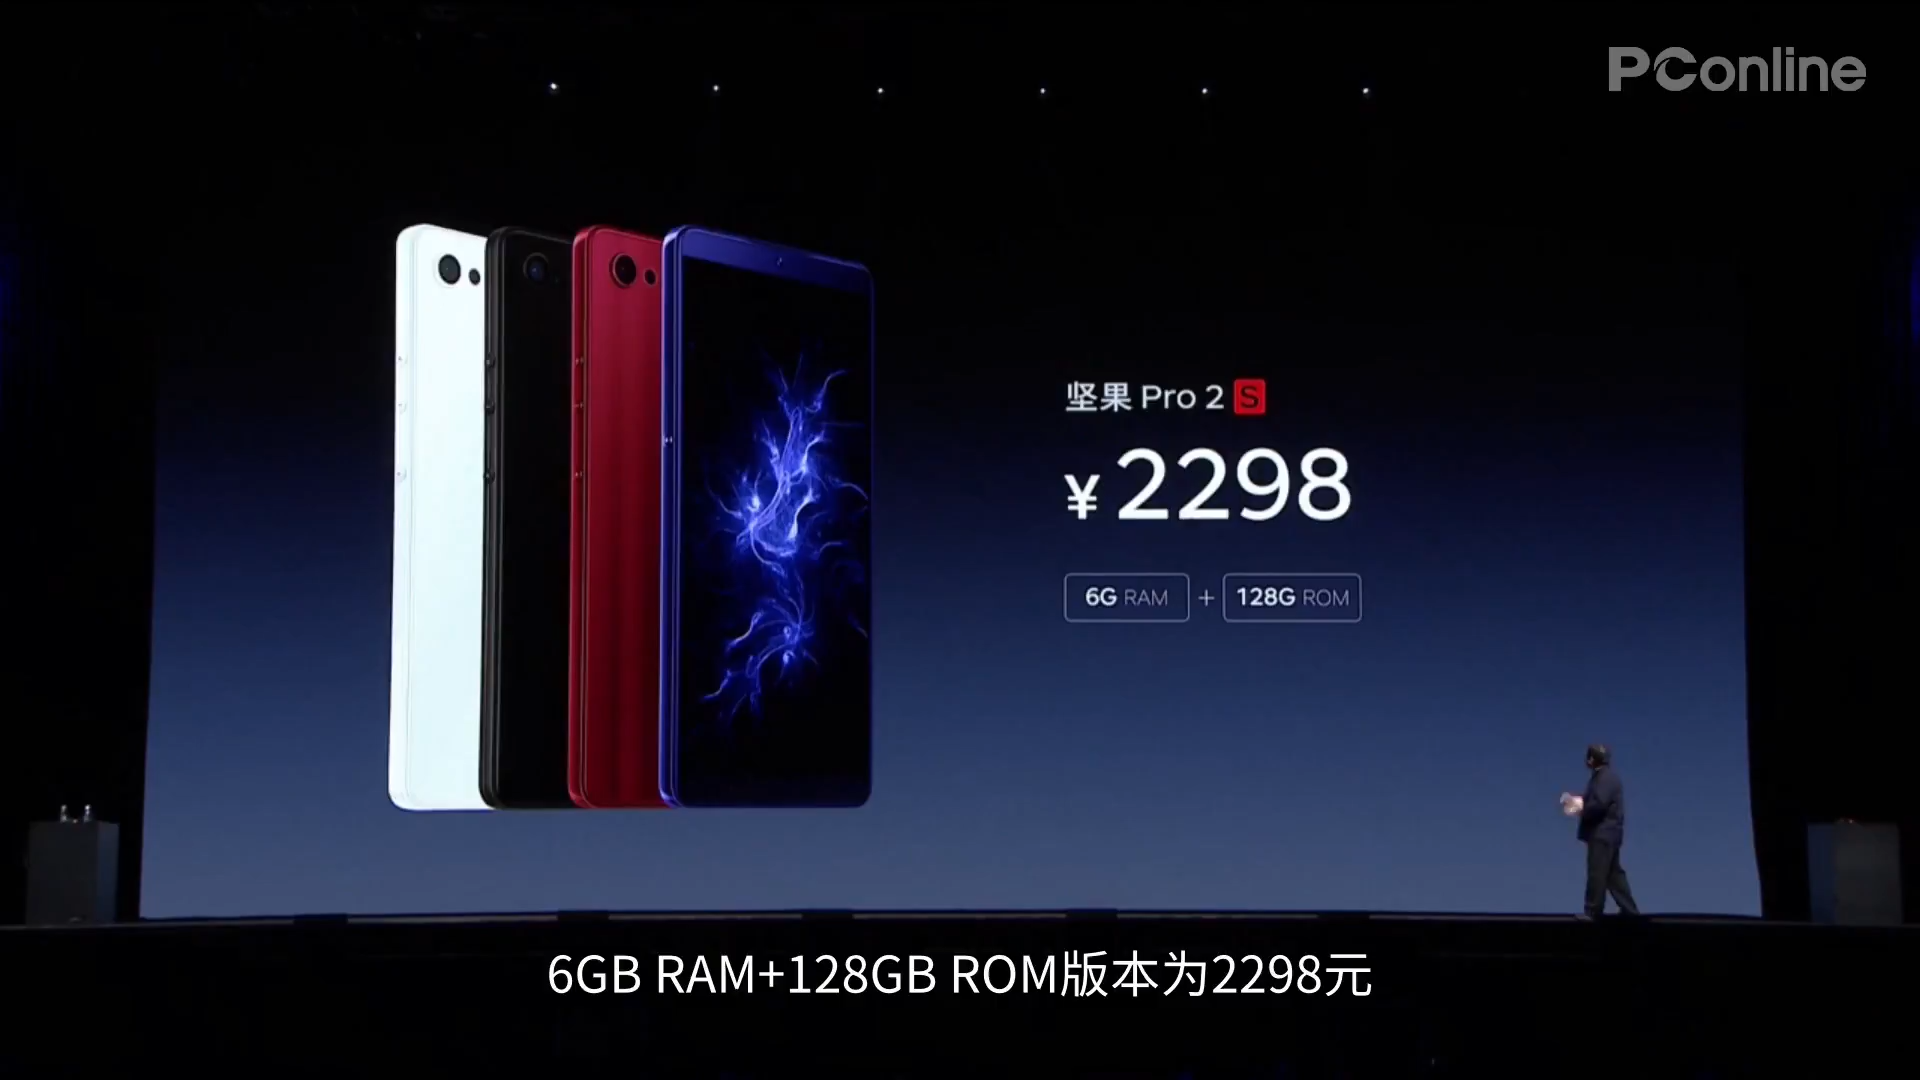 PConline
坚果 Pro 2 S
¥ 2298
6G RAM + 128G ROM
6GB RAM+128GB ROM版本为2298元